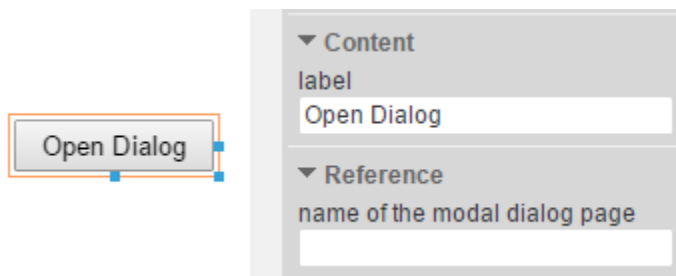 Open Dialog
Content
label
Open Dialog
Reference
name of the modal dialog page